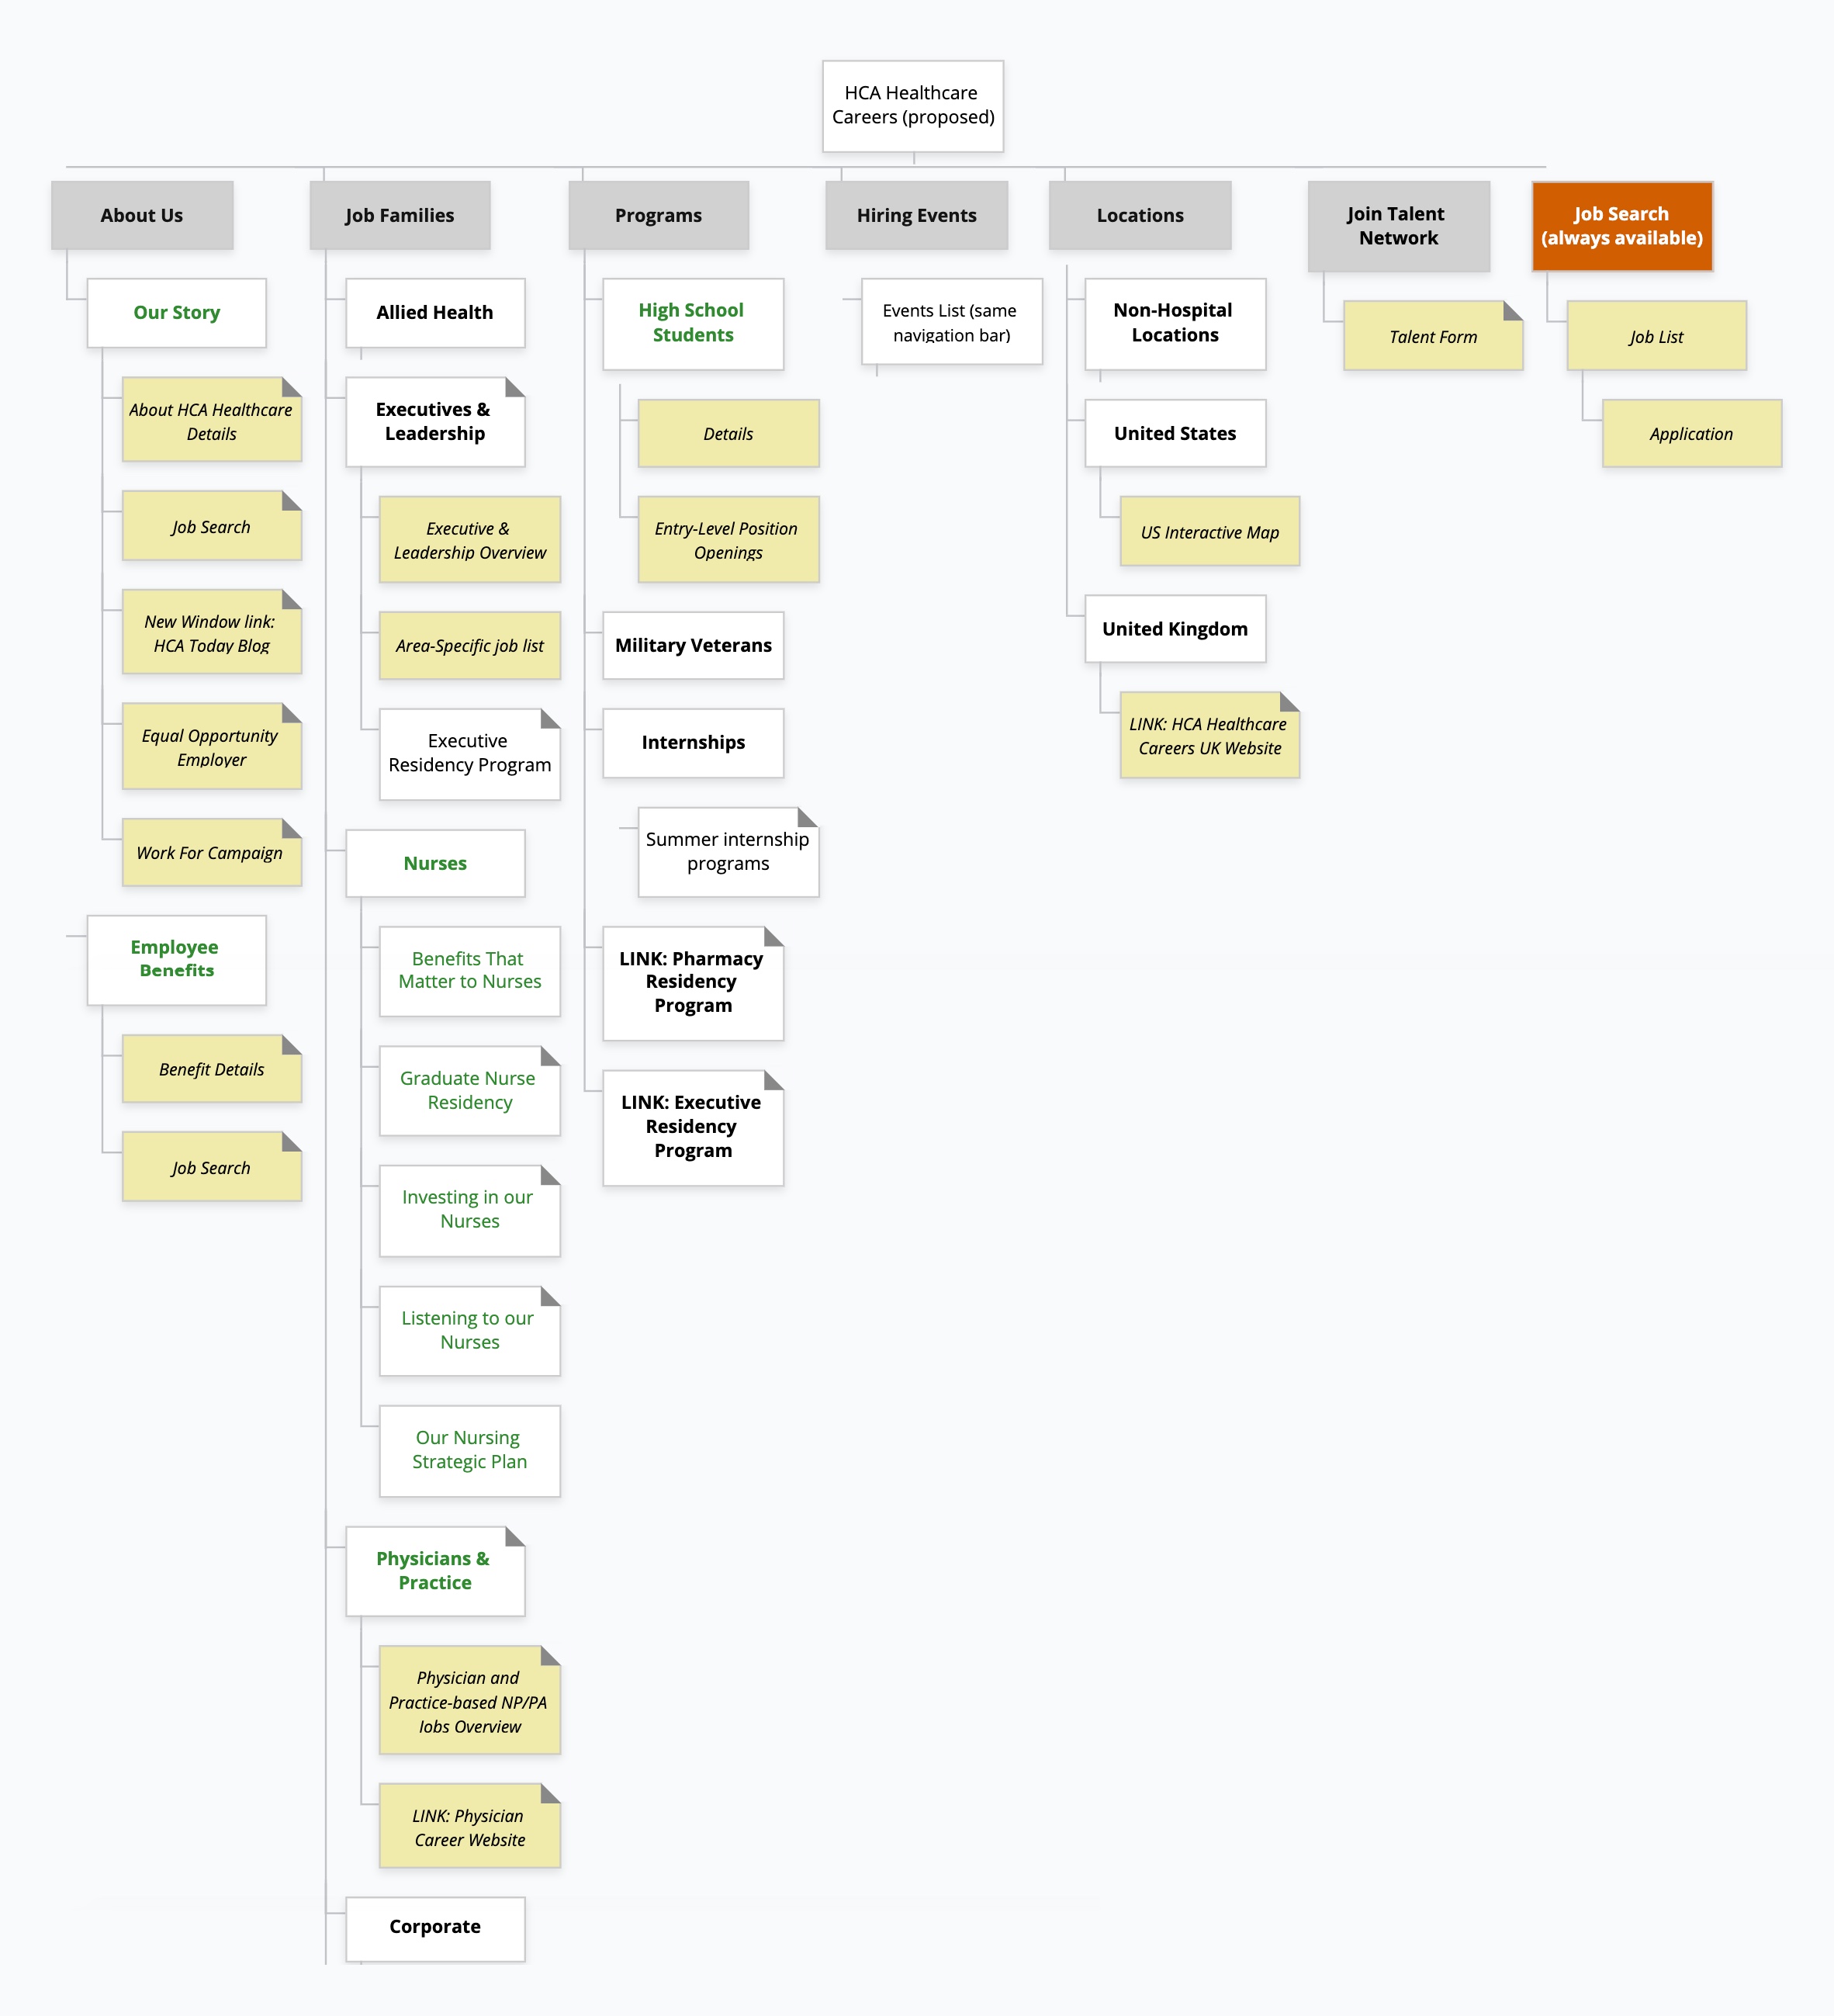 HCA Healthcare
Careers (proposed)
About Us
Job Families
Programs
Hiring Events
Locations
Join Talent
Network
Job Search
(always available)
Our Story
About HCA Healthcare
Details
Job Search
New Window link:
HCA Today Blog
Equal Opportunity
Employer
Work For Campaign
Employee
Benefits
Benefit Details
Job Search
Allied Health
Executives &
Leadership
Executive &
Leadership Overview
Area-Specific job list
Executive
Residency Program
Nurses
Benefits That
Matter to Nurses
Graduate Nurse
Residency
Investing in our
Nurses
Listening to our
Nurses
Our Nursing
Strategic Plan
Physicians &
Practice
Physician and
Practice-based NP/PA
Jobs Overview
LINK: Physician
Career Website
Corporate
High School
Students
Details
Entry-Level Position
Openings
Military Veterans
Internships
Summer internship
programs
LINK: Pharmacy
Residency
Program
LINK: Executive
Residency
Program
Events List (same
navigation bar)
Non-Hospital
Locations
United States
US Interactive Map
United Kingdom
LINK: HCA Healthcare
Careers UK Website
Talent Form
Job List
Application